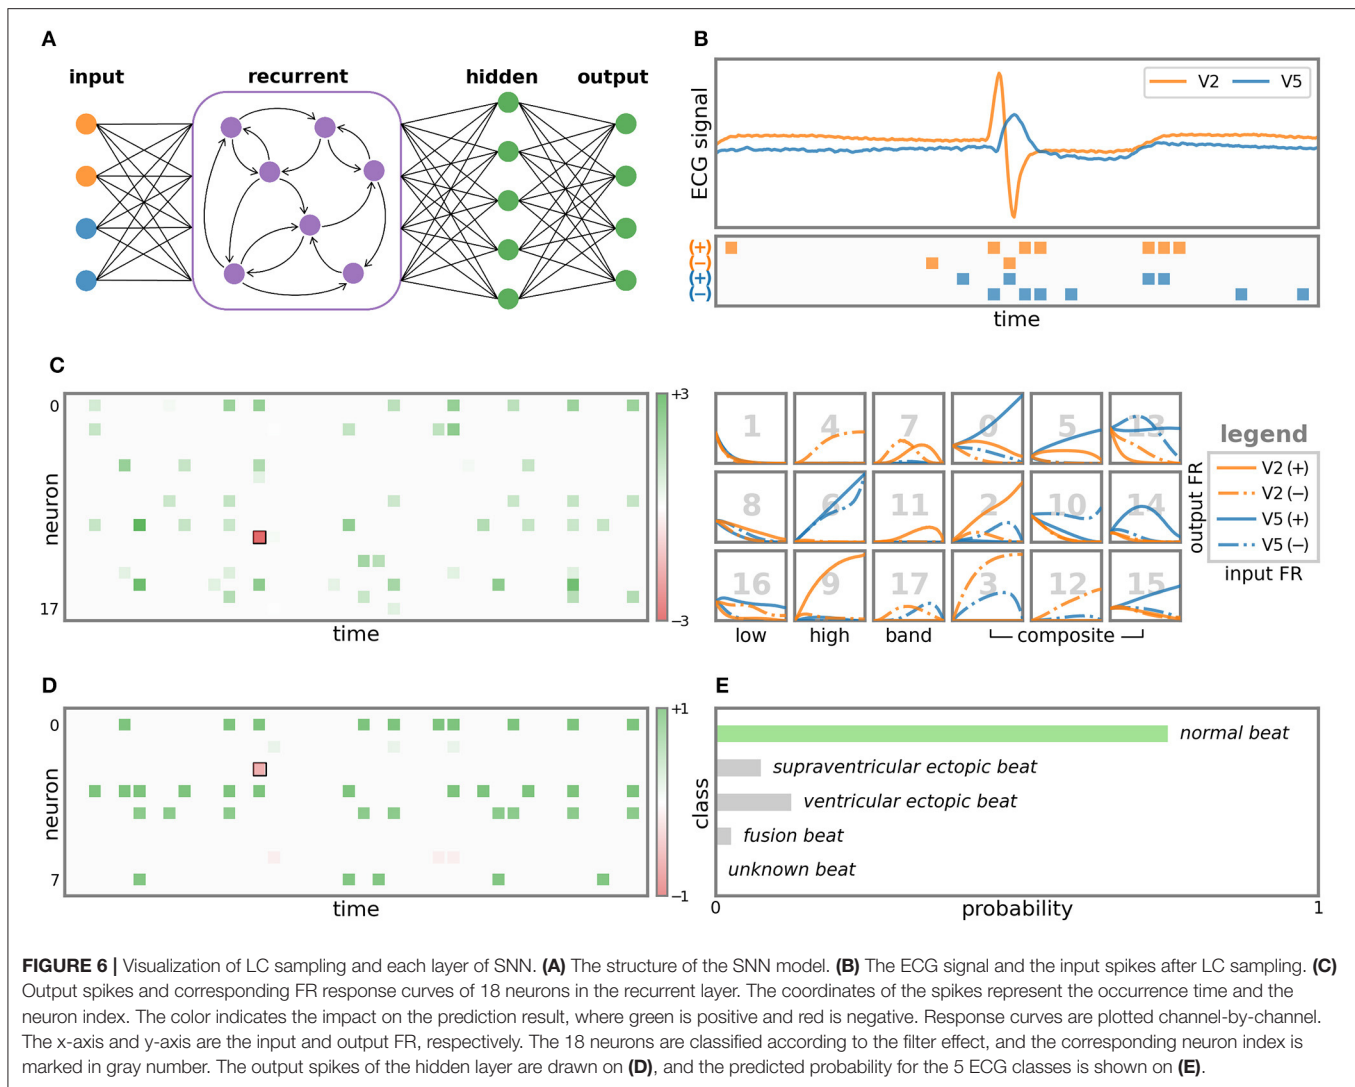 A
input
recurrent
hidden
output
B
ECG signal
V2
V5
(+)
(−)
(+)
(−)
time
C
0
neuron
17
time
+3
−3
1
4
7
0
5
13
8
6
11
2
10
14
16
9
17
3
12
15
low
high
band
composite
output FR
input FR
legend
V2 (+)
V2 (−)
V5 (+)
V5 (−)
D
0
neuron
7
time
+1
−1
E
class
normal beat
supraventricular ectopic beat
ventricular ectopic beat
fusion beat
unknown beat
0
probability
1
FIGURE 6 | Visualization of LC sampling and each layer of SNN. (A) The structure of the SNN model. (B) The ECG signal and the input spikes after LC sampling. (C)
Output spikes and corresponding FR response curves of 18 neurons in the recurrent layer. The coordinates of the spikes represent the occurrence time and the
neuron index. The color indicates the impact on the prediction result, where green is positive and red is negative. Response curves are plotted channel-by-channel.
The x-axis and y-axis are the input and output FR, respectively. The 18 neurons are classified according to the filter effect, and the corresponding neuron index is
marked in gray number. The output spikes of the hidden layer are drawn on (D), and the predicted probability for the 5 ECG classes is shown on (E).